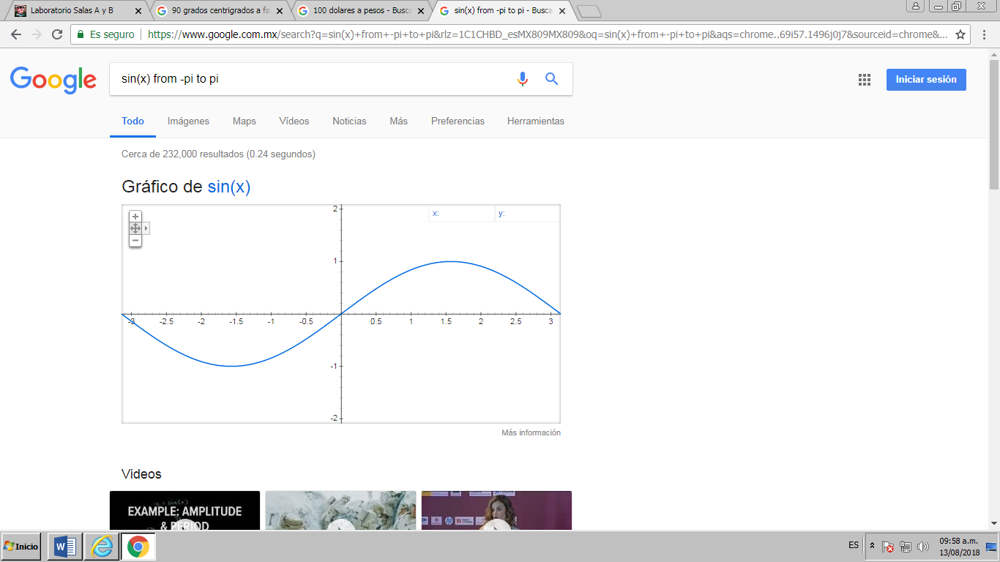 Laboratorio Salas A y B
90 grados centrigrados a fa
100 dolares a pesos - Busca
sin(x) from -pi to pi - Busca
Es seguro
https://www.google.com.mx/search?q=sin(x)+from+-pi+to+pi&rlz=1C1CHBD_esMX809MX809&oq=sin(x)+from+-pi+to+pi&aqs=chrome..69i57.1496j0j7&sourceid=chrome&...
Google
sin(x) from -pi to pi
Iniciar sesión
Todo Imágenes Maps Vídeos Noticias Más Preferencias Herramientas
Cerca de 232,000 resultados (0.24 segundos)
Gráfico de sin(x)
x: y:
2
1
-3 -2.5 -2 -1.5 -1 -0.5 0.5 1 1.5 2 2.5 3
-1
-2
Más información
Videos
y = sin(x)
EXAMPLE: AMPLITUDE
& PERIOD
Inicio
ES
09:58 a.m.
13/08/2018